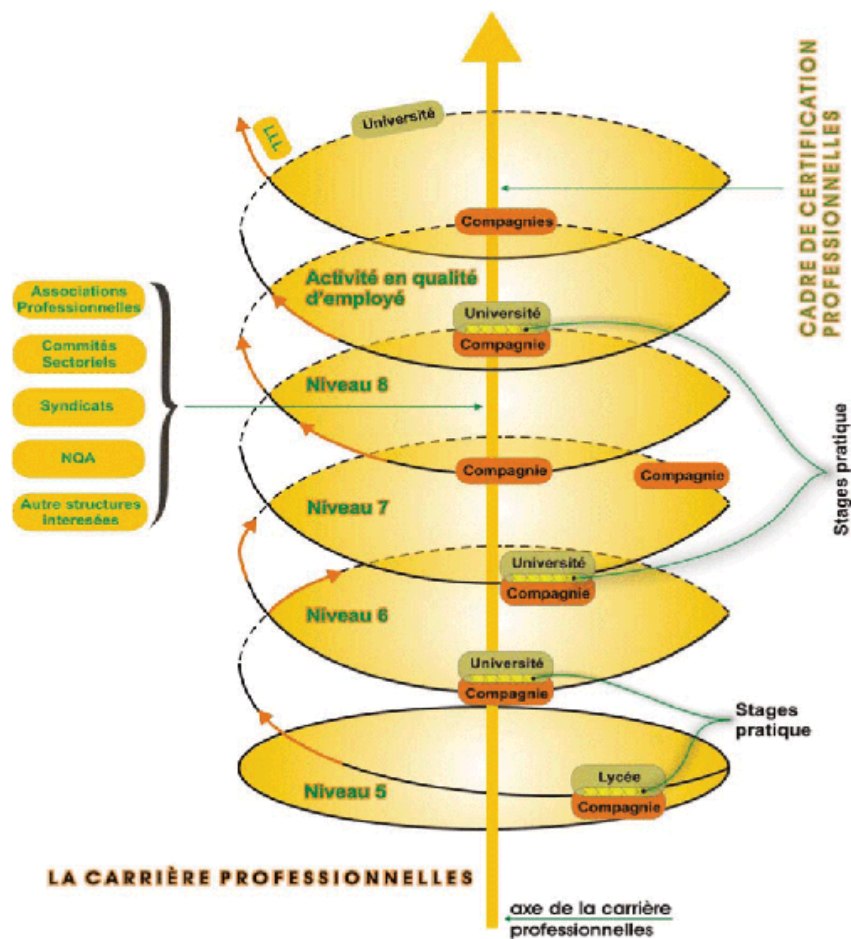 Université
LLL
CADRE DE CERTIFICATION
PROFESSIONNELLES
Compagnies
Activité en qualité
d'employé
Associations
Professionnelles
Commités
Sectoriels
Syndicats
NQA
Autre structures
interesées
Université
Compagnie
Niveau 8
Stages pratique
Compagnie
Compagnie
Niveau 7
Université
Compagnie
Niveau 6
Université
Compagnie
Stages
pratique
Lycée
Compagnie
Niveau 5
LA CARRIÈRE PROFESSIONNELLES
axe de la carrière
professionnelles